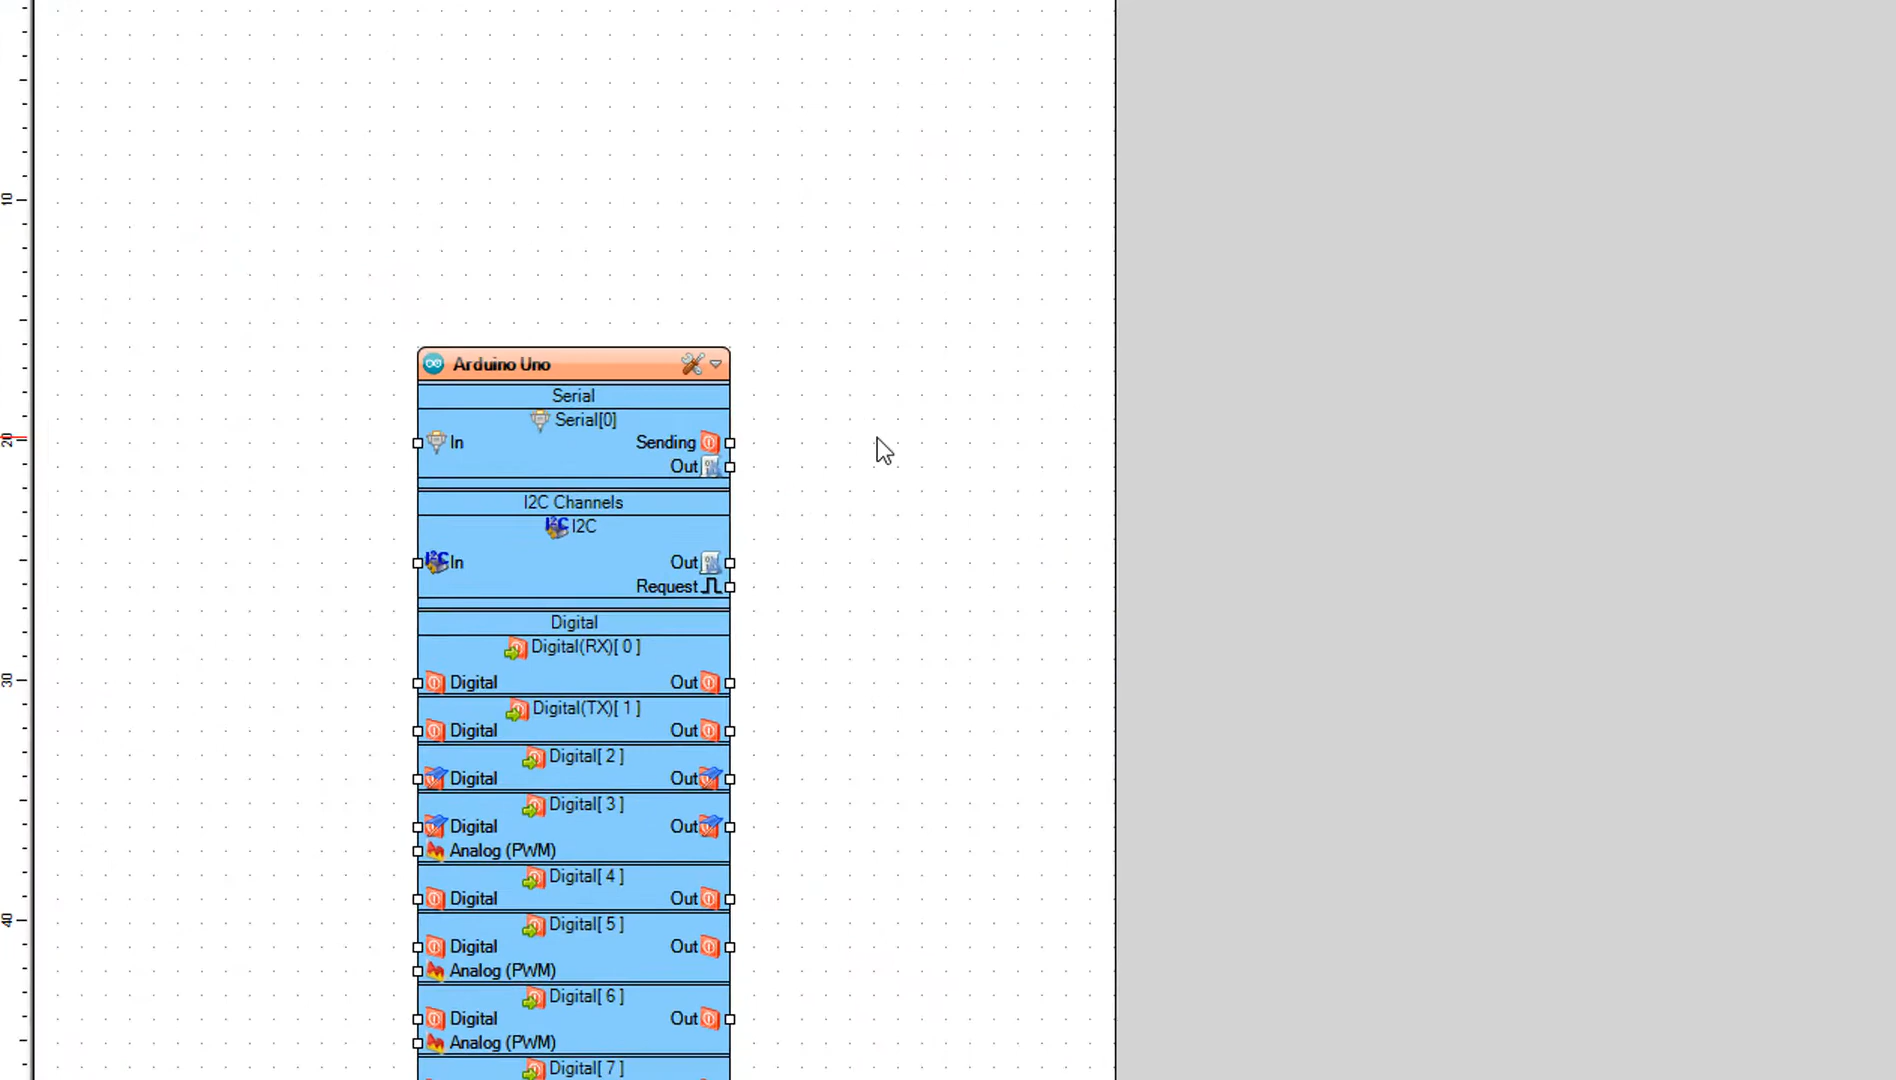 10
20
30
40
Arduino Uno
Serial
Serial[0]
In Sending
Out
I2C Channels
I2C I2C
I2C In Out
Request
Digital
Digital(RX)[ 0 ]
Digital Out
Digital(TX)[ 1 ]
Digital Out
Digital[ 2 ]
Digital Out
Digital[ 3 ]
Digital Out
Analog (PWM)
Digital[ 4 ]
Digital Out
Digital[ 5 ]
Digital Out
Analog (PWM)
Digital[ 6 ]
Digital Out
Analog (PWM)
Digital[ 7 ]